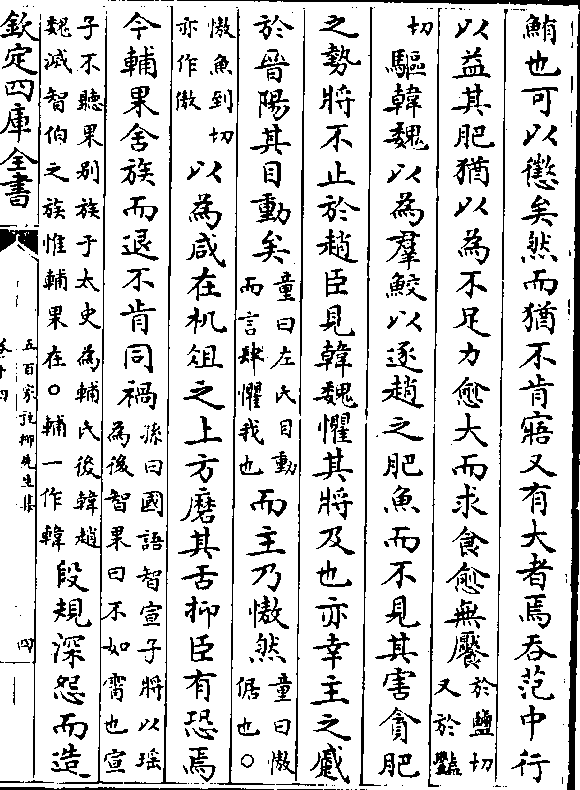 鮪也可以懲矣然而猶不肯寤又有大者焉吞范中行
以益其肥猶以為不足力愈大而求食愈無饜於鹽切又於豔
切驅韓魏以為羣鮫以逐趙之肥魚而不見其害貪肥
之勢將不止於趙臣見韓魏懼其將及也亦幸主之蹙
於晉陽其目動矣童曰左氏目動而言肆懼我也而主乃慠然童曰慠倨也○
慠魚到切亦作傲以為咸在机俎之上方磨其舌抑臣有恐焉
今輔果舍族而退不肯同禍孫曰國語智宣子將以瑶為後智果曰不如霄也宣
子不聽果别族于太史為輔氏後韓趙魏滅智伯之族惟輔果在○輔一作韓段規深怨而造
欽定四庫全書
五百家註柳先生集
卷十四
四